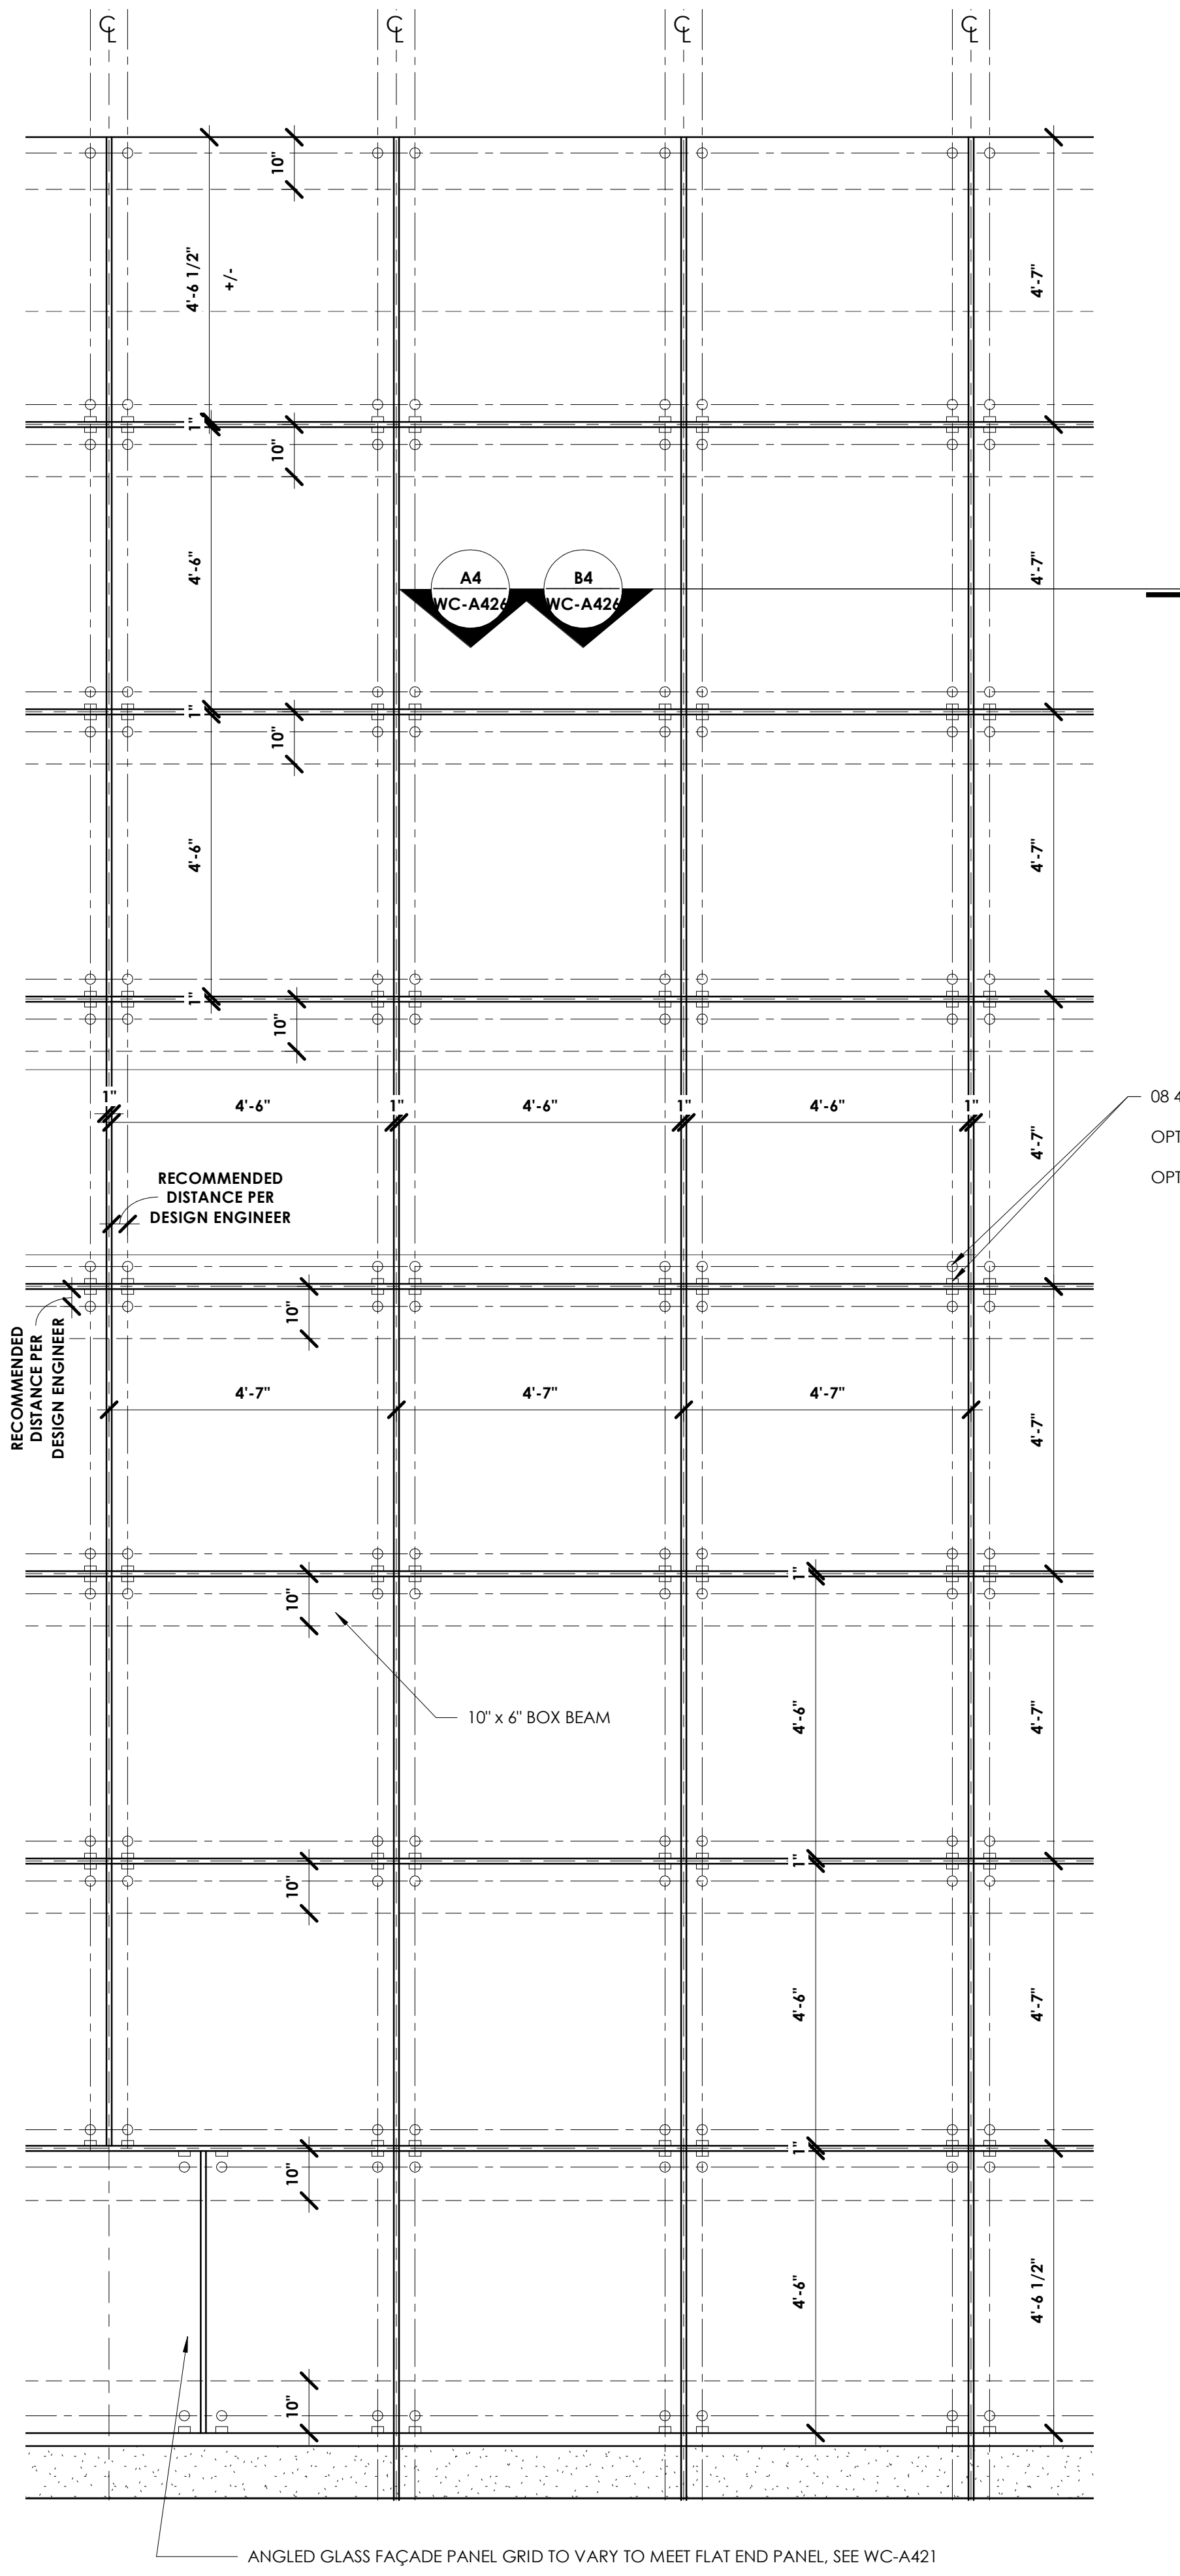 ℄ ℄ ℄ ℄
10"
4'-6 1/2"
+/-
4'-7"
1"
10"
4'-6"
A4
WC-A426
B4
WC-A426
4'-7"
1"
10"
4'-6"
4'-7"
1"
10"
1" 4'-6" 1" 4'-6" 1" 4'-6" 1"
08 4
OPT
OPT
4'-7"
RECOMMENDED
DISTANCE PER
DESIGN ENGINEER
10"
RECOMMENDED
DISTANCE PER
DESIGN ENGINEER
4'-7" 4'-7" 4'-7"
4'-7"
10"
1"
10" x 6" BOX BEAM
4'-6"
4'-7"
10"
1"
4'-6"
4'-7"
10"
1"
4'-6"
4'-6 1/2"
10"
ANGLED GLASS FAÇADE PANEL GRID TO VARY TO MEET FLAT END PANEL, SEE WC-A421